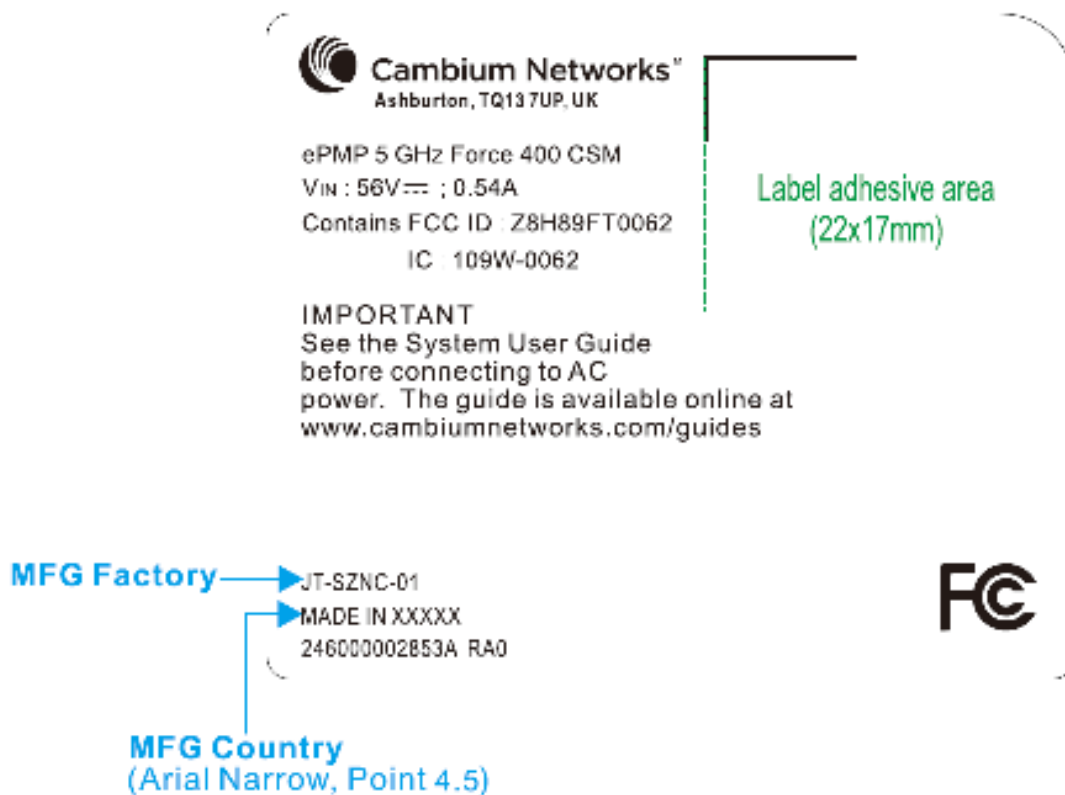 Cambium Networks™
Ashburton, TQ13 7UP, UK
ePMP 5 GHz Force 400 CSM
VIN : 56V⎓ ; 0.54A
Contains FCC ID : Z8H89FT0062
IC : 109W-0062
Label adhesive area
(22x17mm)
IMPORTANT
See the System User Guide
before connecting to AC
power. The guide is available online at
www.cambiumnetworks.com/guides
MFG Factory
JT-SZNC-01
MADE IN XXXXX
246000002853A RA0
FC
MFG Country
(Arial Narrow, Point 4.5)